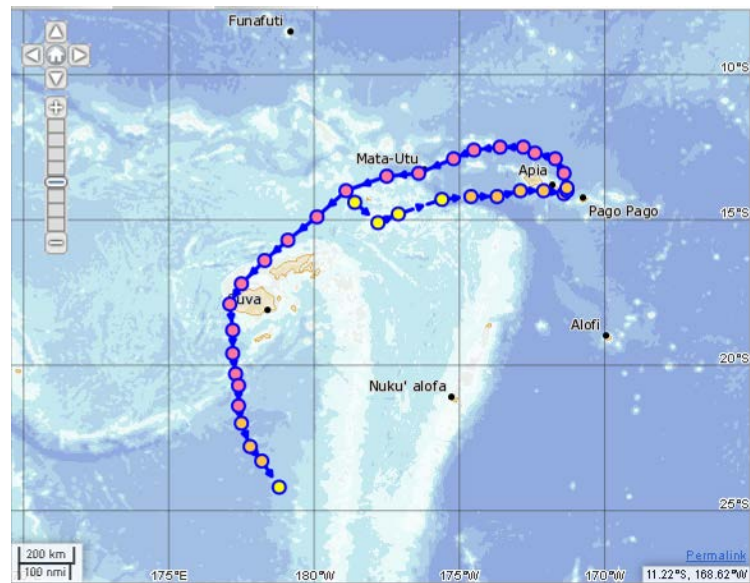 Funafuti
10°S
Mata-Utu
Apia
Pago Pago
15°S
uva
Alofi
20°S
Nuku' alofa
25°S
200 km
100 nmi
175°E
180°W
175°W
170°W
Permalink
11.22°S, 168.62°W